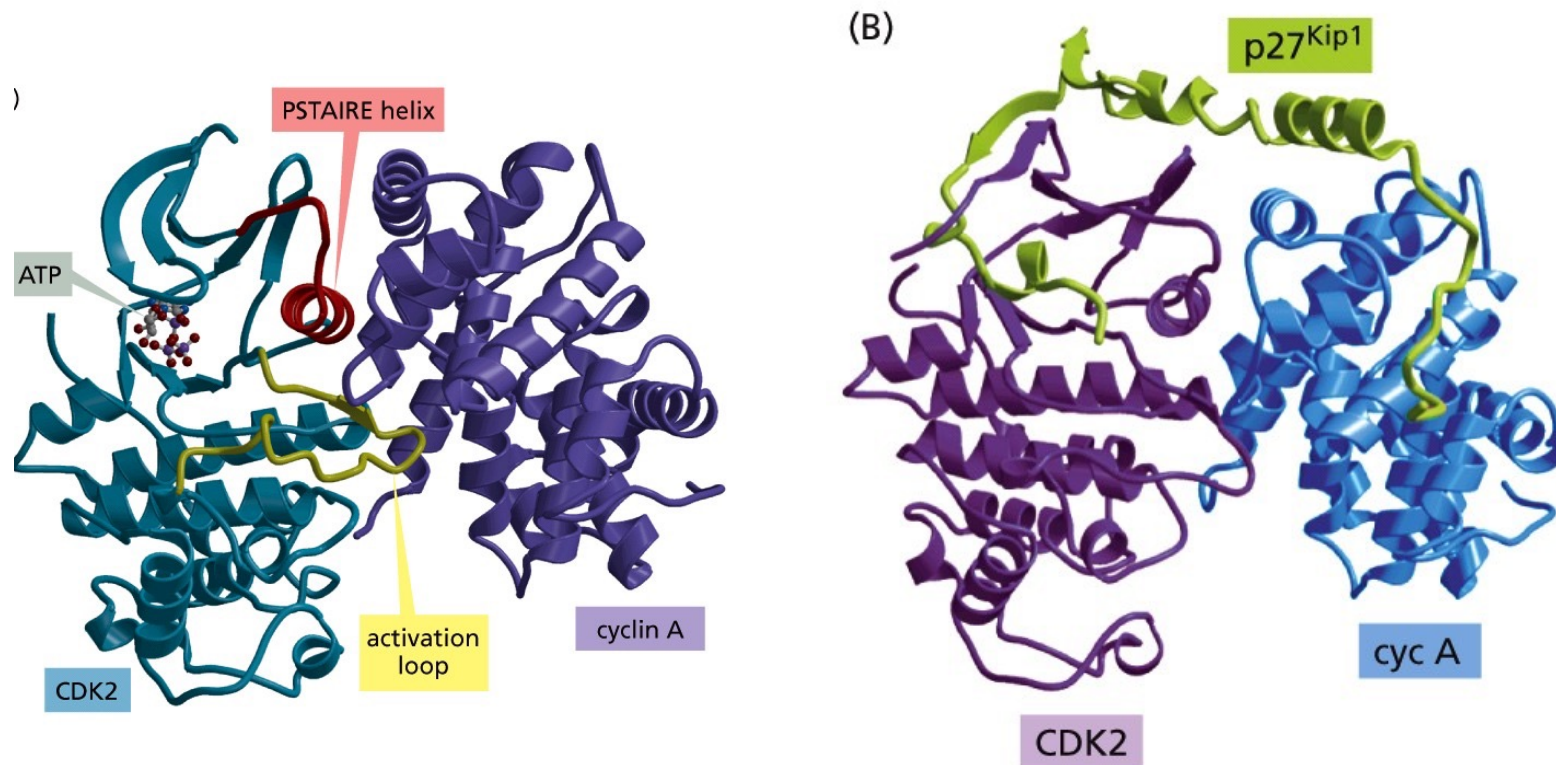 )
PSTAIRE helix
ATP
activation
loop
cyclin A
CDK2
(B)
p27Kip1
cyc A
CDK2